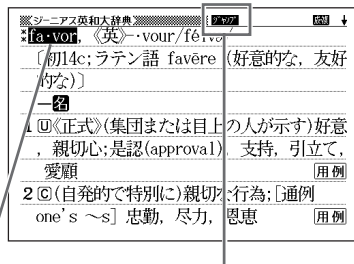 ジーニアス英和大辞典 ジャンプ
fa·vor, 《英》--vour/féɪvə
〔初14c；ラテン語 favēre (好意的な, 友好
的な)〕
―名
1 Ⓤ《正式》(集団または目上の人が示す)好意
, 親切心；是認(approval), 支持, 引立て,
愛顧 用例
2 Ⓒ(自発的で特別に)親切な行為；[通例
one's ～s] 忠勤, 尽力, 恩恵 用例